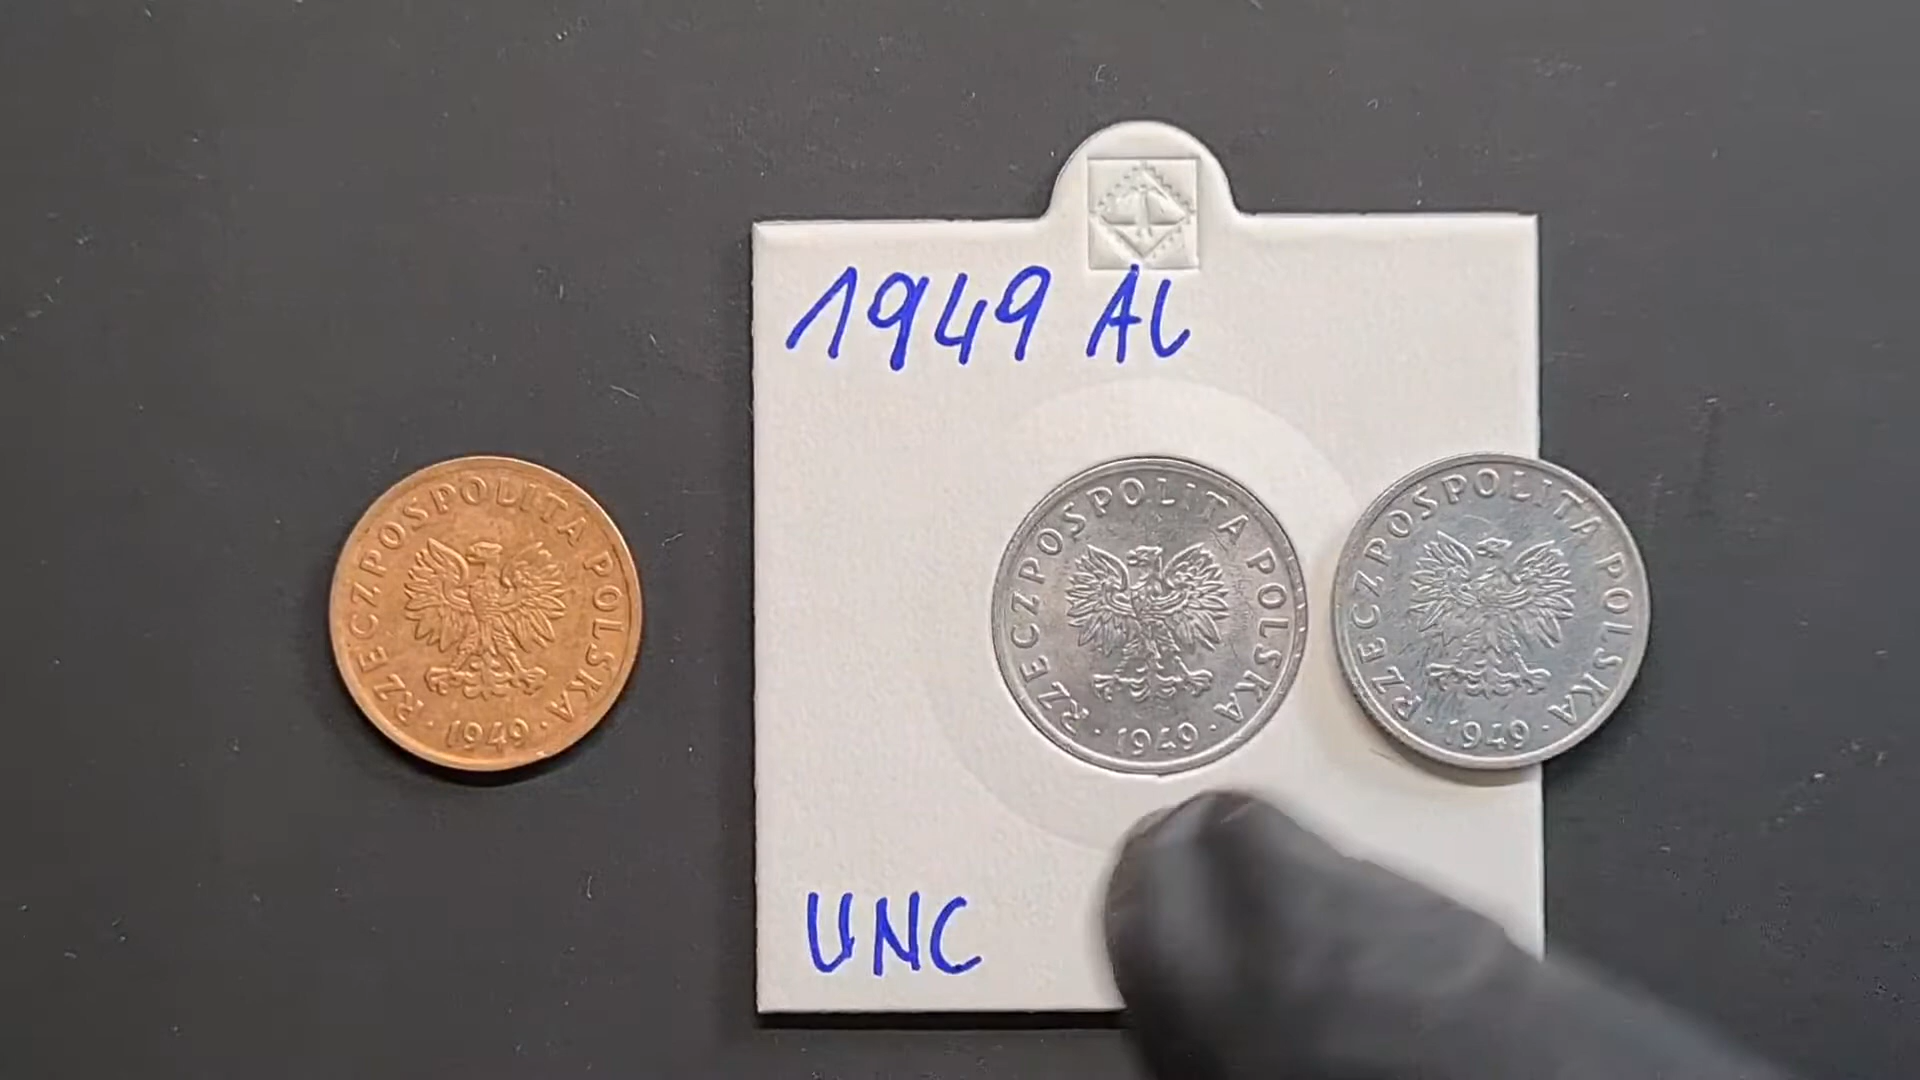 1949 AL
RZECZPOSPOLITA POLSKA
· 1949 ·
RZECZPOSPOLITA POLSKA
· 1949 ·
RZECZPOSPOLITA POLSKA
· 1949 ·
UNC